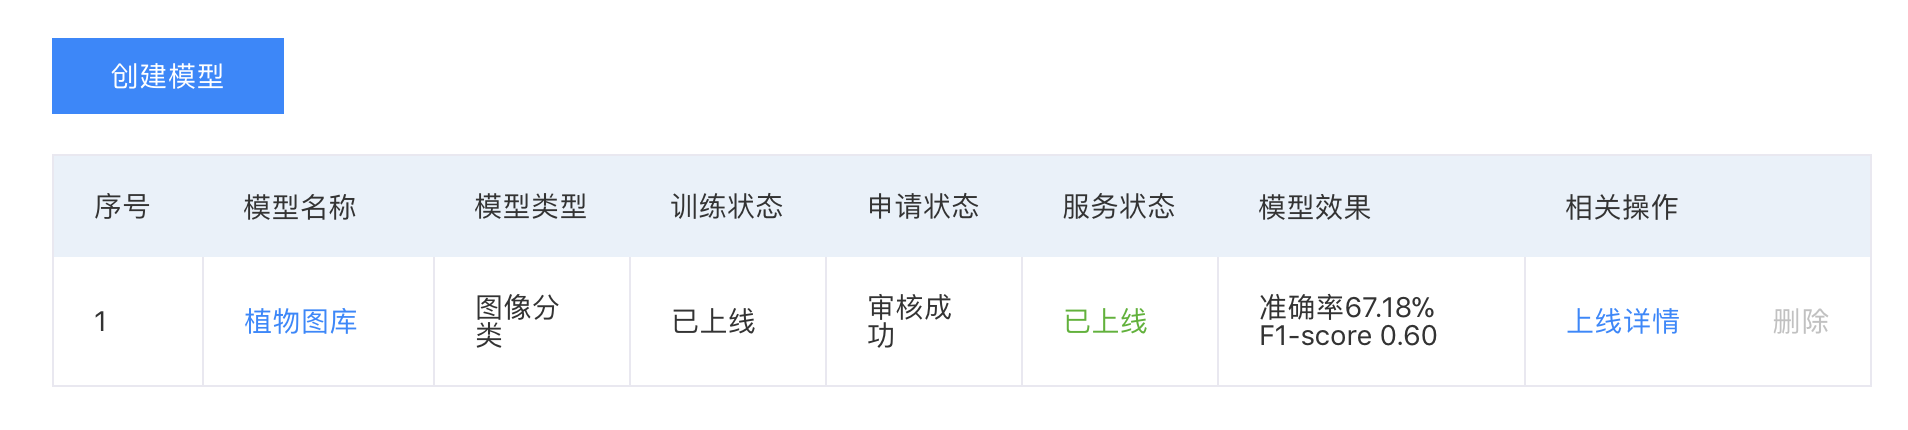 创建模型
序号 模型名称 模型类型 训练状态 申请状态 服务状态 模型效果 相关操作
1 植物图库 图像分类 已上线 审核成功 已上线 准确率67.18% F1-score 0.60 上线详情 删除